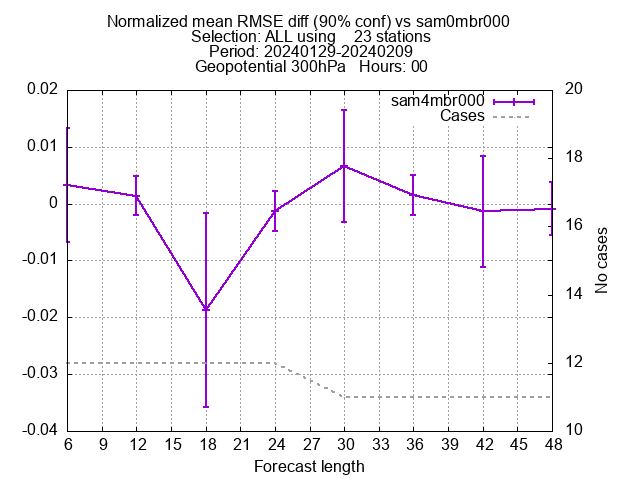 Normalized mean RMSE diff (90% conf) vs sam0mbr000
Selection: ALL using    23 stations
Period: 20240129-20240209
Geopotential 300hPa   Hours: 00
0.02
0.01
0
-0.01
-0.02
-0.03
-0.04
20
18
16
14
12
10
No cases
sam4mbr000
Cases
6 9 12 15 18 21 24 27 30 33 36 39 42 45 48
Forecast length